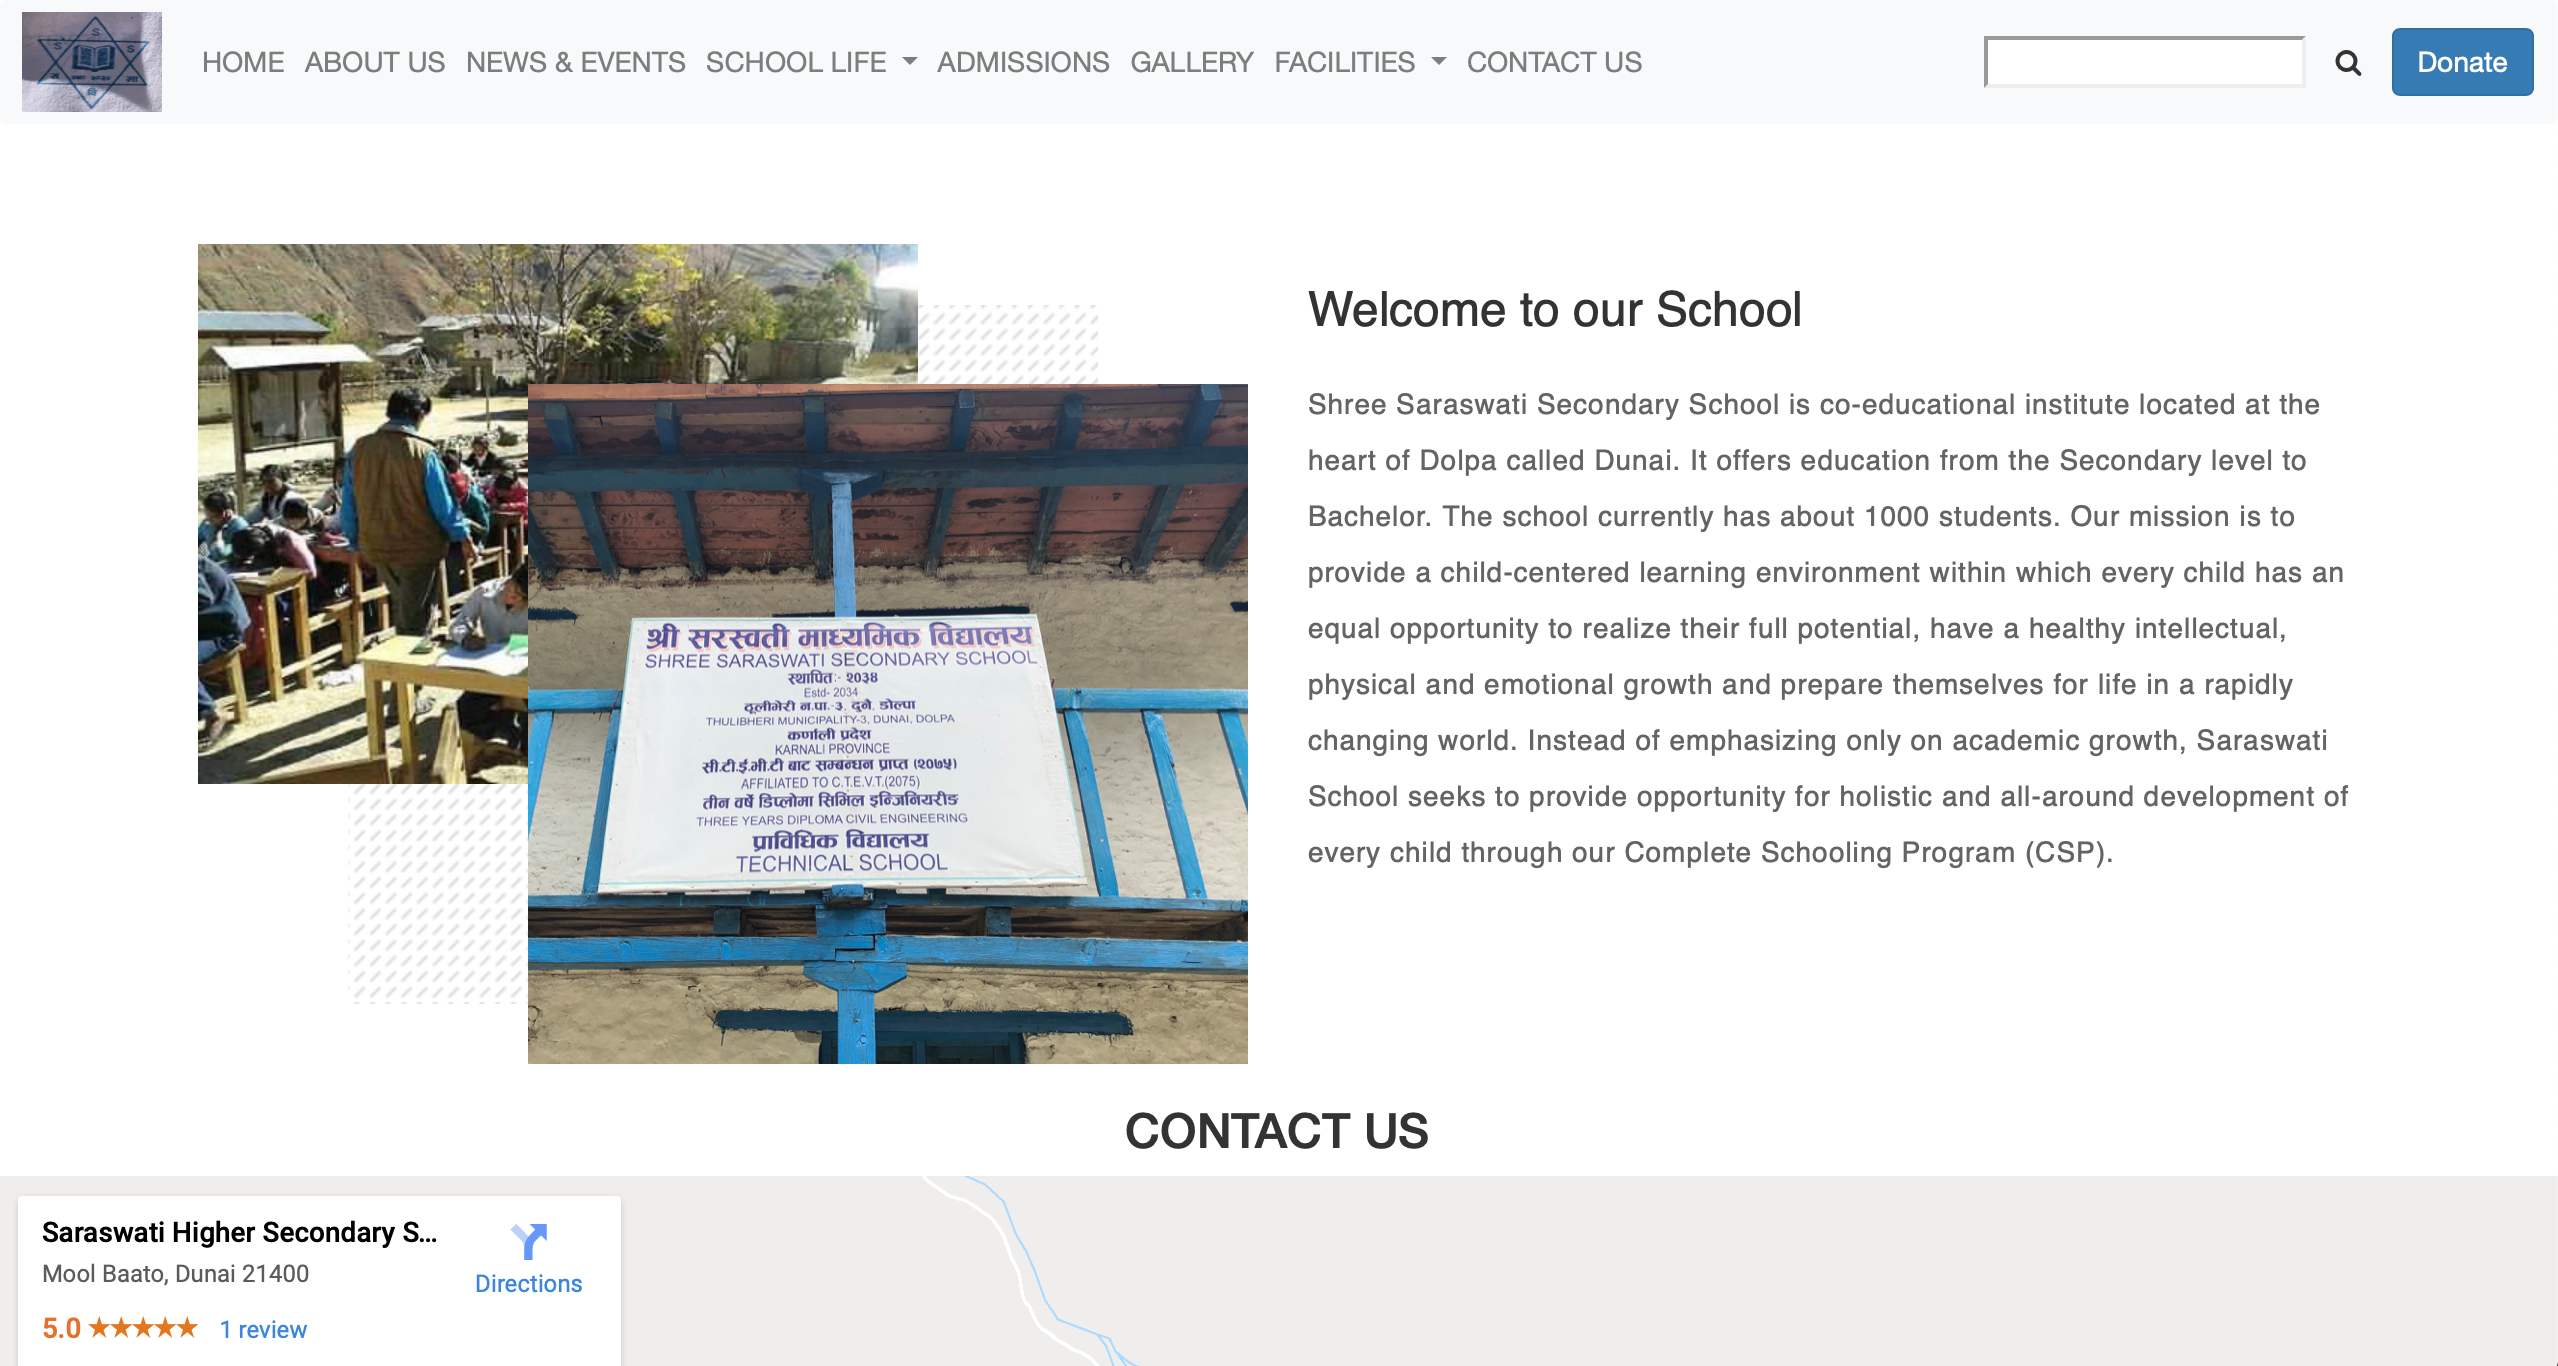 HOME ABOUT US NEWS & EVENTS SCHOOL LIFE ADMISSIONS GALLERY FACILITIES CONTACT US Donate
Welcome to our School
Shree Saraswati Secondary School is co-educational institute located at the
heart of Dolpa called Dunai. It offers education from the Secondary level to
Bachelor. The school currently has about 1000 students. Our mission is to
provide a child-centered learning environment within which every child has an
equal opportunity to realize their full potential, have a healthy intellectual,
physical and emotional growth and prepare themselves for life in a rapidly
changing world. Instead of emphasizing only on academic growth, Saraswati
School seeks to provide opportunity for holistic and all-around development of
every child through our Complete Schooling Program (CSP).
श्री सरस्वती माध्यमिक विद्यालय
SHREE SARASWATI SECONDARY SCHOOL
स्थापित:- २०३४
Estd- 2034
ठूलीभेरी न.पा.-३, दुनै, डोल्पा
THULIBHERI MUNICIPALITY-3, DUNAI, DOLPA
कर्णाली प्रदेश
KARNALI PROVINCE
सी.टी.ई.भी.टी बाट सम्बन्धन प्राप्त (२०७५)
AFFILIATED TO C.T.E.V.T.(2075)
तीन वर्षे डिप्लोमा सिभिल इन्जिनियरीङ
THREE YEARS DIPLOMA CIVIL ENGINEERING
प्राविधिक विद्यालय
TECHNICAL SCHOOL
CONTACT US
Saraswati Higher Secondary S...
Mool Baato, Dunai 21400
Directions
5.0 ★★★★★ 1 review